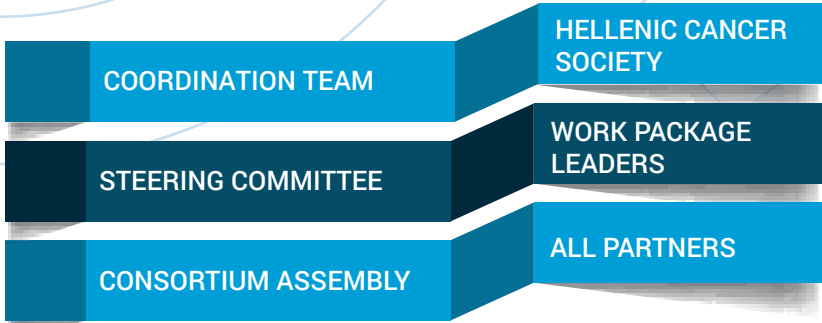 COORDINATION TEAM
HELLENIC CANCER
SOCIETY
STEERING COMMITTEE
WORK PACKAGE
LEADERS
CONSORTIUM ASSEMBLY
ALL PARTNERS